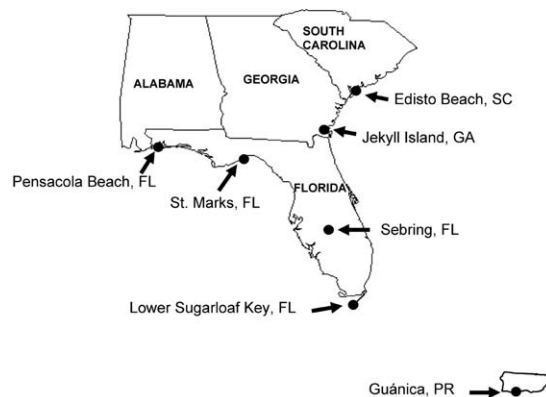 SOUTH
CAROLINA
ALABAMA
GEORGIA
Edisto Beach, SC
Jekyll Island, GA
Pensacola Beach, FL
St. Marks, FL
FLORIDA
Sebring, FL
Lower Sugarloaf Key, FL
Guánica, PR